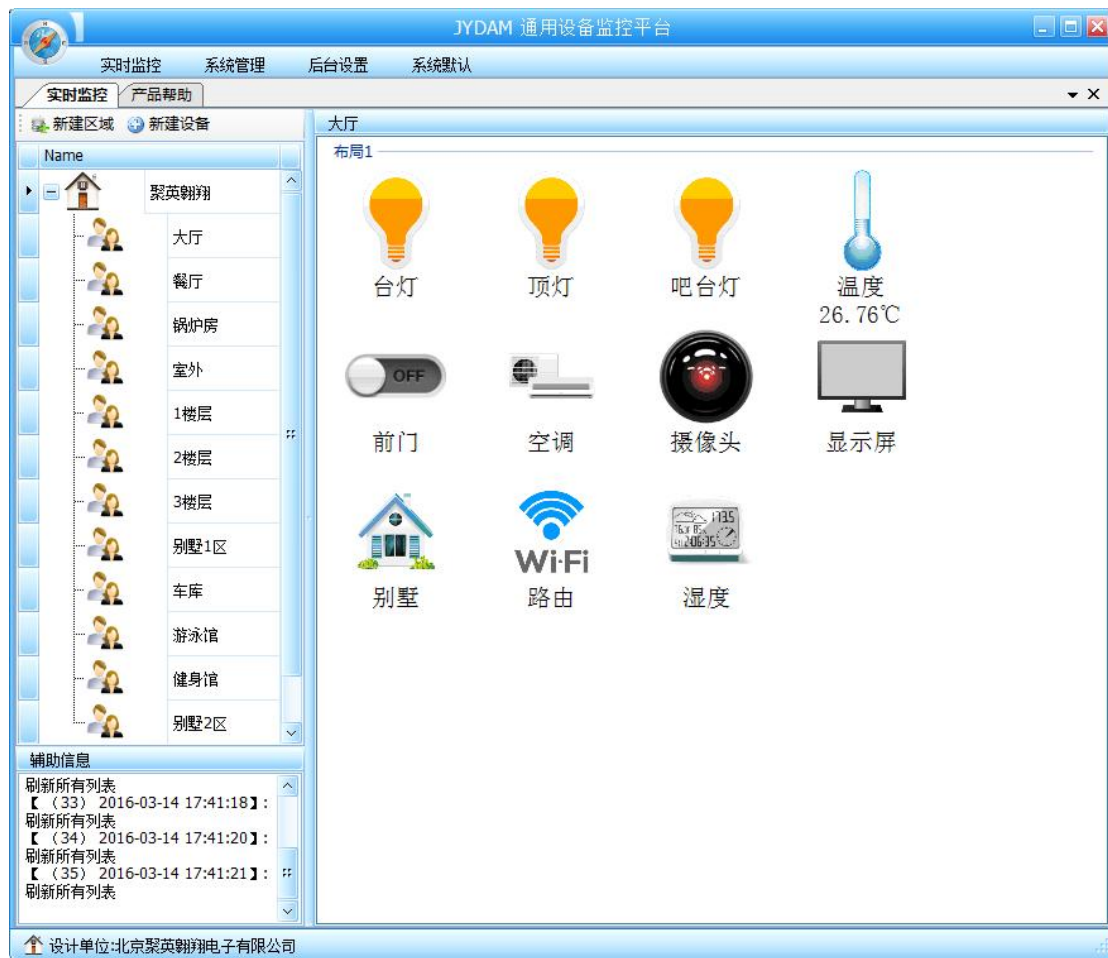 JYDAM 通用设备监控平台
实时监控 系统管理 后台设置 系统默认
实时监控 产品帮助
新建区域 新建设备
大厅
Name
布局1
聚英翱翔
大厅
餐厅
锅炉房
室外
1楼层
2楼层
3楼层
别墅1区
车库
游泳馆
健身馆
别墅2区
台灯 顶灯 吧台灯 温度
26.76℃
OFF
前门 空调 摄像头 显示屏
Wi-Fi
别墅 路由 湿度
辅助信息
刷新所有列表
【 (33) 2016-03-14 17:41:18】:
刷新所有列表
【 (34) 2016-03-14 17:41:20】:
刷新所有列表
【 (35) 2016-03-14 17:41:21】:
刷新所有列表
设计单位:北京聚英翱翔电子有限公司